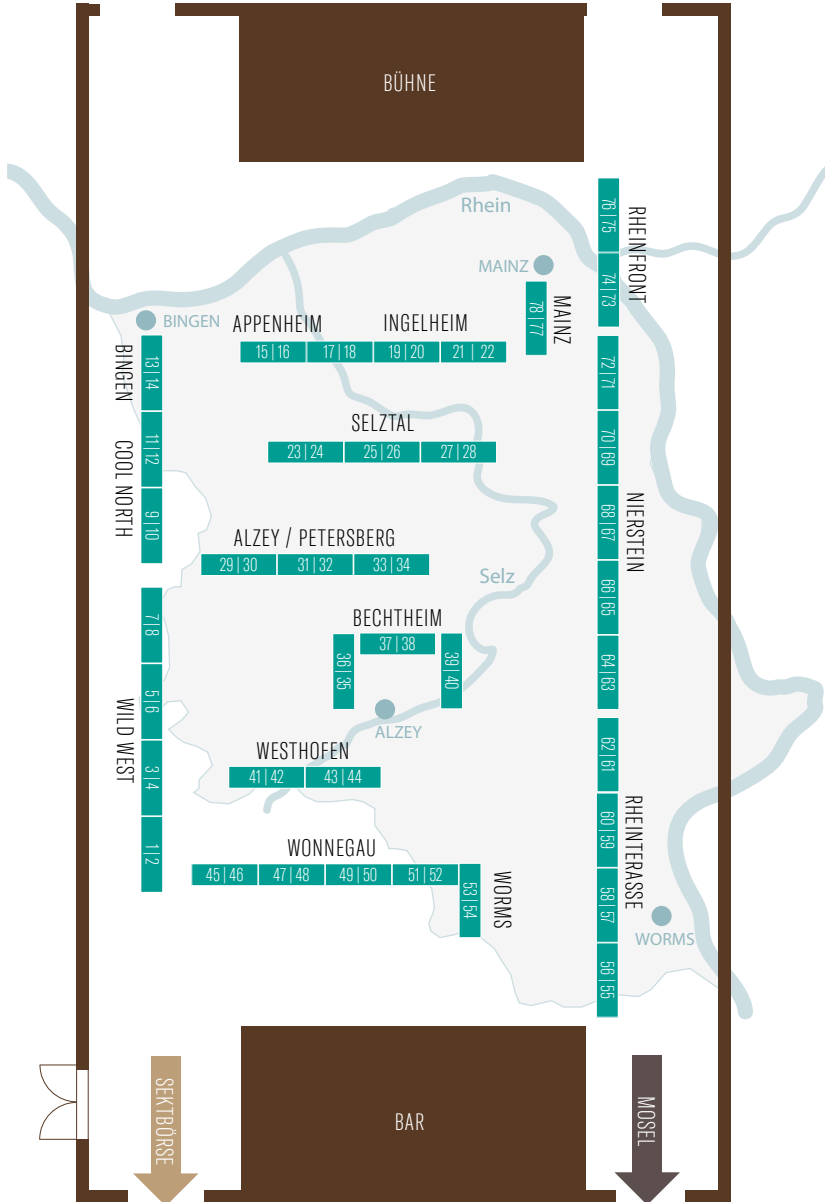 BÜHNE
Rhein
MAINZ
76 | 75
RHEINFRONT
74 | 73
78 | 77
MAINZ
BINGEN
APPENHEIM
INGELHEIM
15 | 16
17 | 18
19 | 20
21 | 22
BINGEN
13 | 14
72 | 71
SELZTAL
23 | 24
25 | 26
27 | 28
COOL NORTH
11 | 12
9 | 10
70 | 69
68 | 67
NIERSTEIN
66 | 65
64 | 63
ALZEY / PETERSBERG
29 | 30
31 | 32
33 | 34
Selz
BECHTHEIM
36 | 35
37 | 38
39 | 40
ALZEY
7 | 8
5 | 6
WILD WEST
3 | 4
1 | 2
WESTHOFEN
41 | 42
43 | 44
62 | 61
60 | 59
RHEINTERASSE
58 | 57
56 | 55
WORMS
WONNEGAU
45 | 46
47 | 48
49 | 50
51 | 52
53 | 54
WORMS
SEKTBÖRSE
BAR
MOSEL